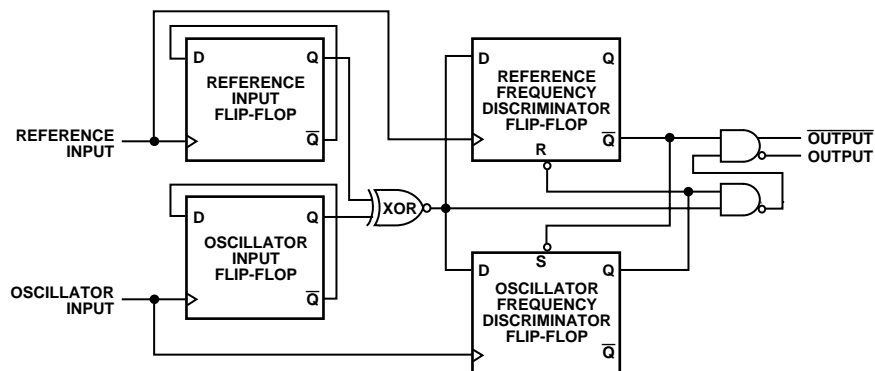 D
Q
REFERENCE
INPUT
FLIP-FLOP
Q̅
REFERENCE
INPUT
D
Q
REFERENCE
FREQUENCY
DISCRIMINATOR
FLIP-FLOP
Q̅
R
O̅U̅T̅P̅U̅T̅
OUTPUT
D
Q
OSCILLATOR
INPUT
FLIP-FLOP
Q̅
OSCILLATOR
INPUT
XOR
S
D
Q
OSCILLATOR
FREQUENCY
DISCRIMINATOR
FLIP-FLOP
Q̅